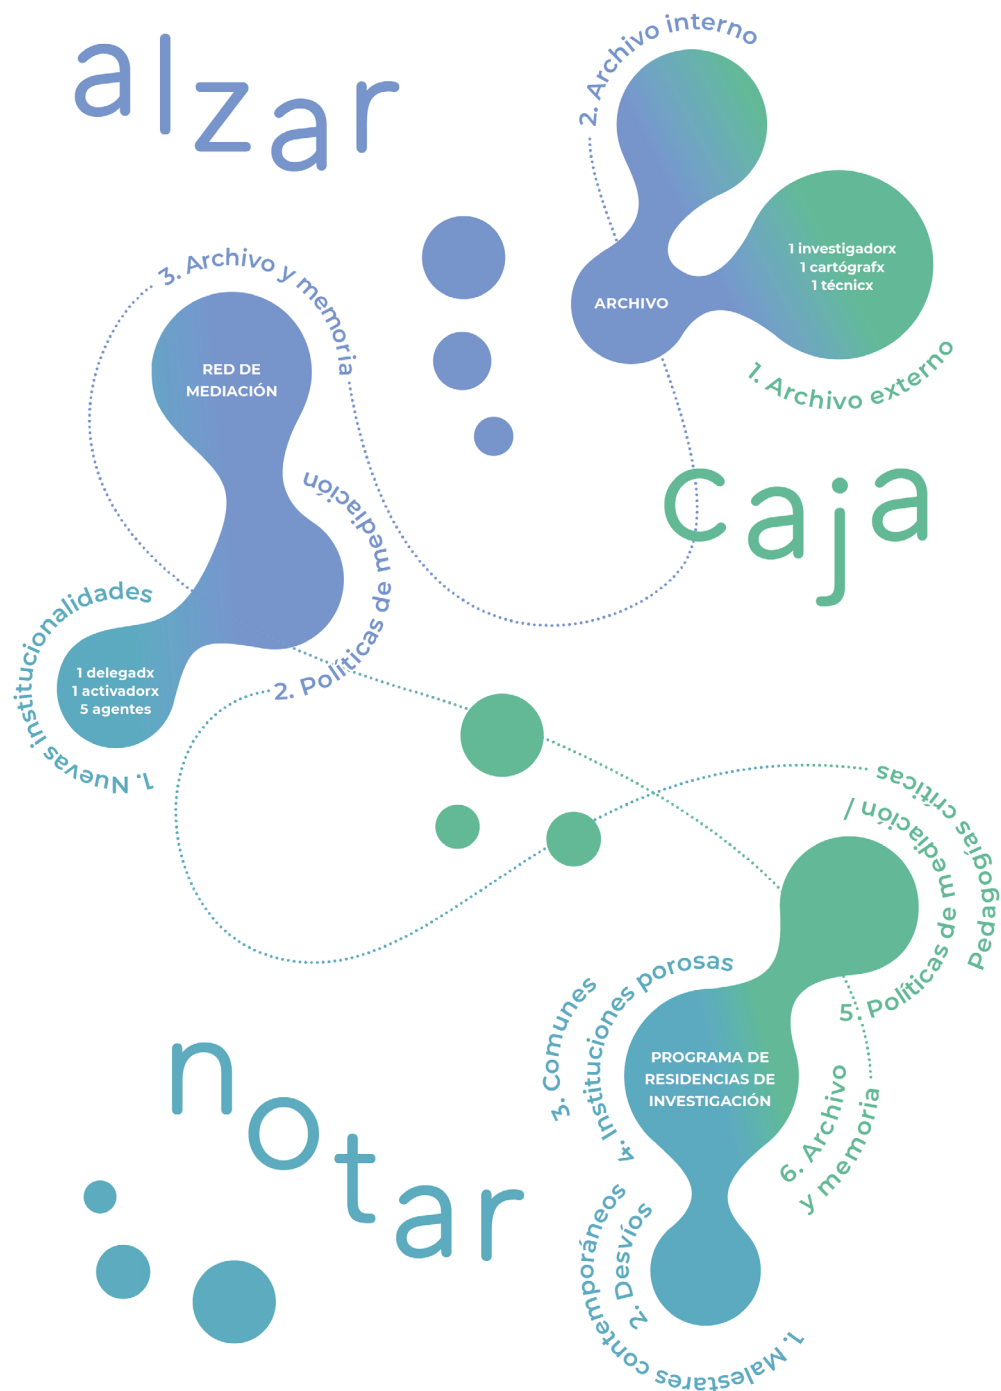 alzar
2. Archivo interno
1 investigadorx
1 cartógrafx
1 técnicx
ARCHIVO
1. Archivo externo
3. Archivo y memoria
RED DE
MEDIACIÓN
caja
2. Políticas de mediación
1. Nuevas institucionalidades
1 delegadx
1 activadorx
5 agentes
5. Políticas de mediación /
Pedagogías críticas
3. Comunes
4. Instituciones porosas
PROGRAMA DE
RESIDENCIAS DE
INVESTIGACIÓN
6. Archivo
y memoria
notar
2. Desvíos
1. Malestares contemporáneos